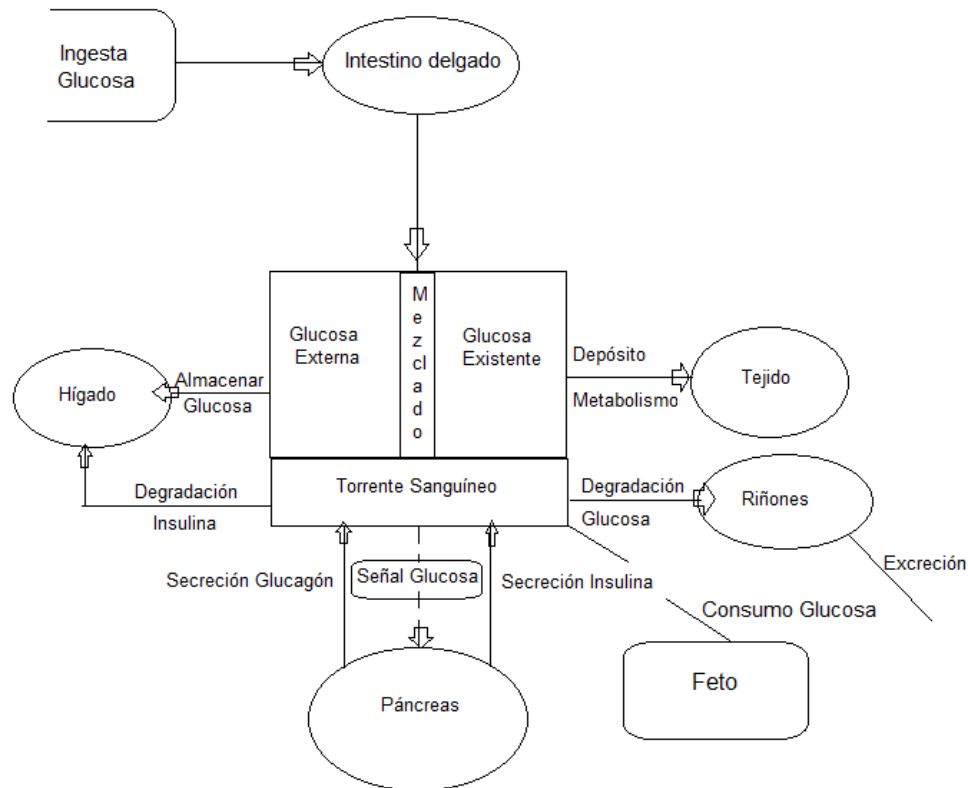 Ingesta
Glucosa
Intestino delgado
Glucosa
Externa
Mezclado
Glucosa
Existente
Depósito
Metabolismo
Tejido
Hígado
Almacenar
Glucosa
Degradación
Insulina
Torrente Sanguíneo
Degradación
Glucosa
Riñones
Excreción
Secreción Glucagón
Señal Glucosa
Secreción Insulina
Consumo Glucosa
Feto
Páncreas